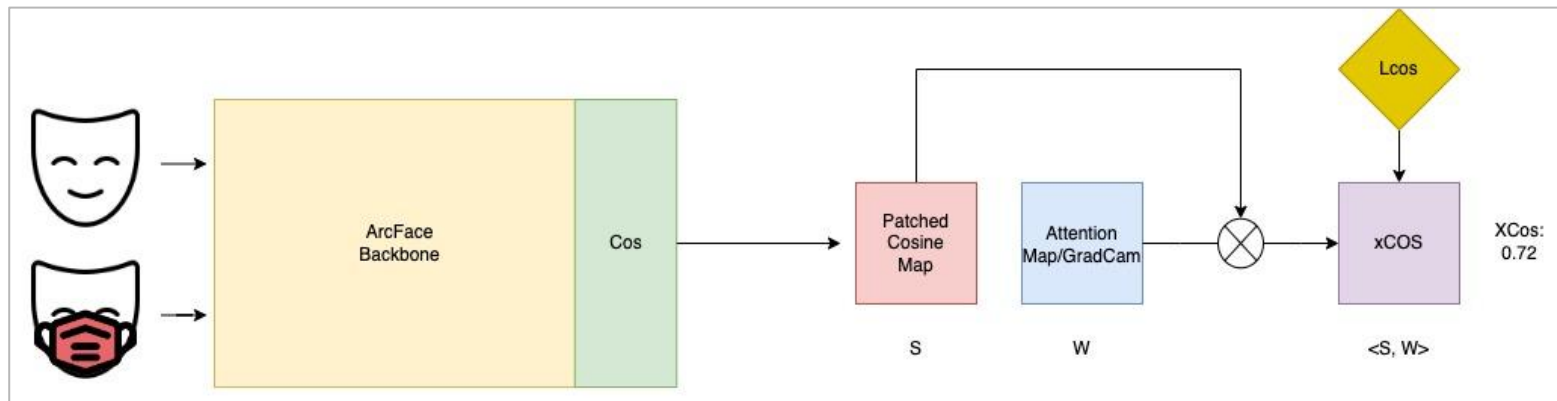 ArcFace
Backbone
Cos
Patched
Cosine
Map
S
Attention
Map/GradCam
W
Lcos
xCOS
<S, W>
XCos:
0.72